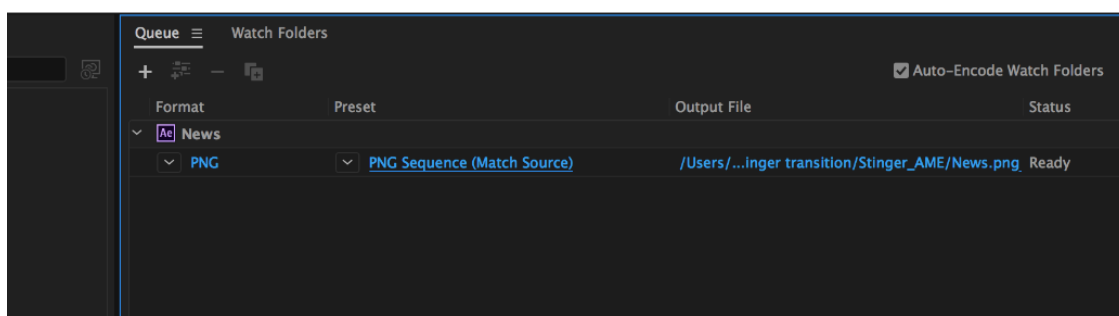 Queue Watch Folders
Auto-Encode Watch Folders
Format Preset Output File Status
Ae News
PNG PNG Sequence (Match Source) /Users/...inger transition/Stinger_AME/News.png Ready